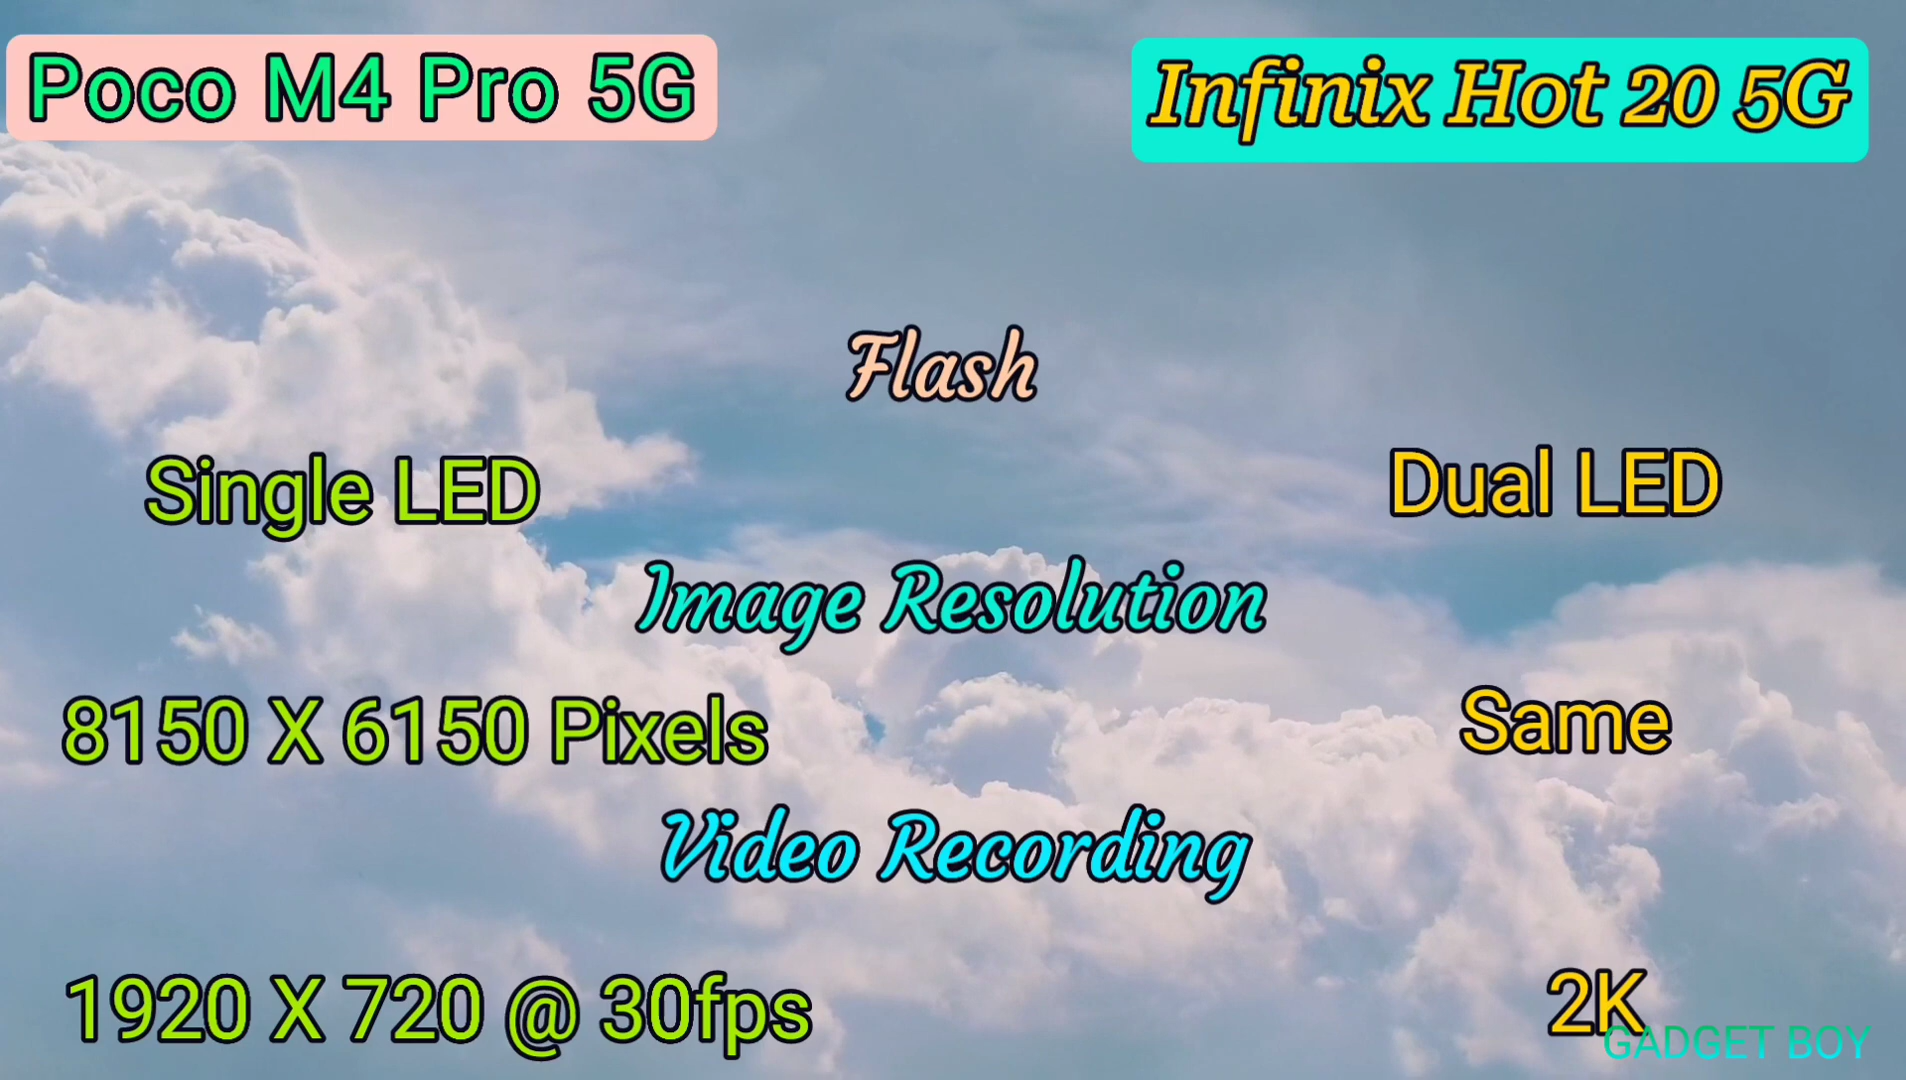 Poco M4 Pro 5G
Infinix Hot 20 5G
Flash
Single LED
Dual LED
Image Resolution
8150 X 6150 Pixels
Same
Video Recording
1920 X 720 @ 30fps
2K
GADGET BOY